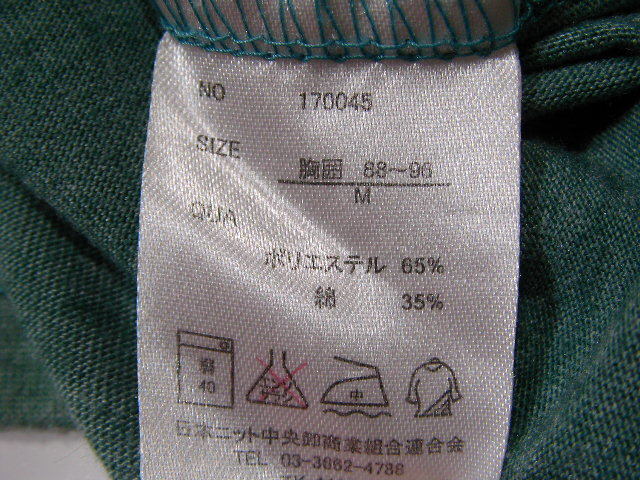 NO 170045
SIZE 胸囲 88～96
M
QUA
ポリエステル 65%
綿 35%
弱 中
40
日本ニット中央卸商業組合連合会
TEL 03-3662-4788